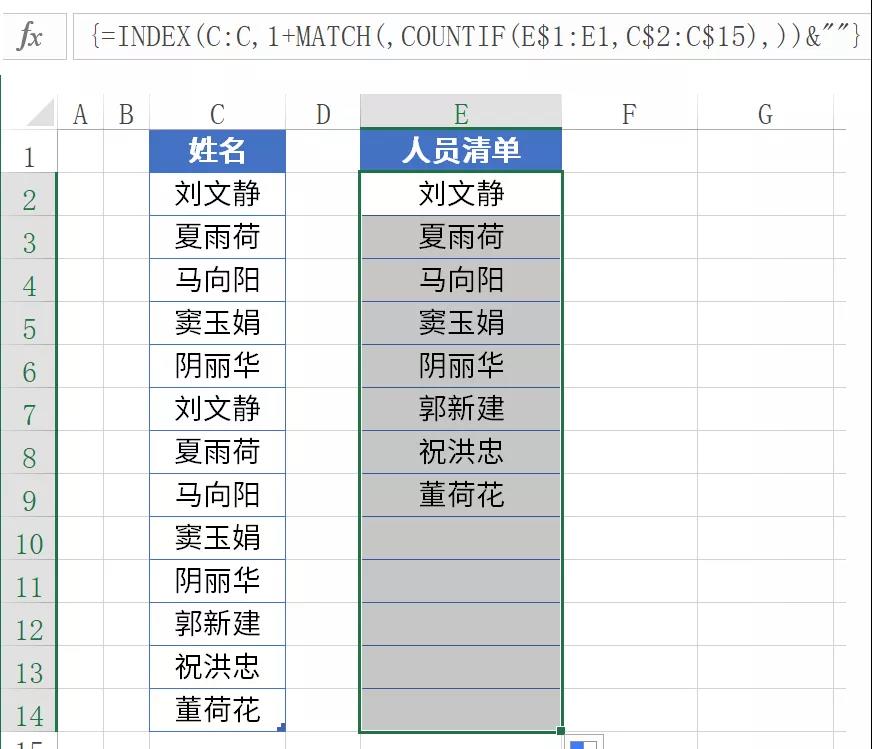 fx {=INDEX(C:C,1+MATCH(,COUNTIF(E$1:E1,C$2:C$15),))&""}
A B C D E F G
1 姓名 人员清单
2 刘文静 刘文静
3 夏雨荷 夏雨荷
4 马向阳 马向阳
5 窦玉娟 窦玉娟
6 阴丽华 阴丽华
7 刘文静 郭新建
8 夏雨荷 祝洪忠
9 马向阳 董荷花
10 窦玉娟
11 阴丽华
12 郭新建
13 祝洪忠
14 董荷花
15